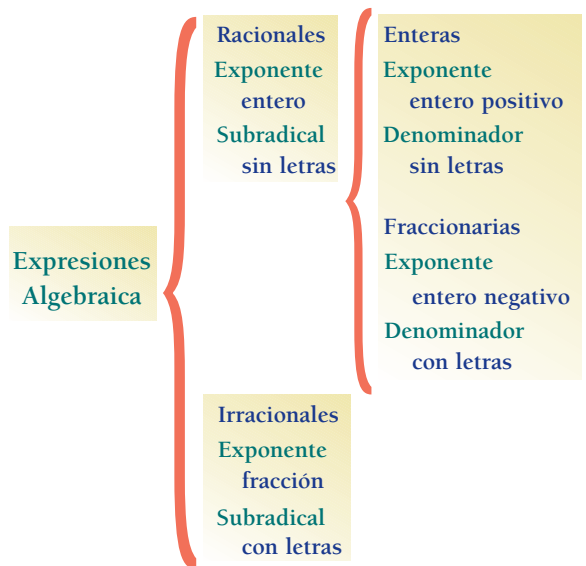 Expresiones
Algebraica
Racionales
Exponente
entero
Subradical
sin letras
Enteras
Exponente
entero positivo
Denominador
sin letras
Fraccionarias
Exponente
entero negativo
Denominador
con letras
Irracionales
Exponente
fracción
Subradical
con letras